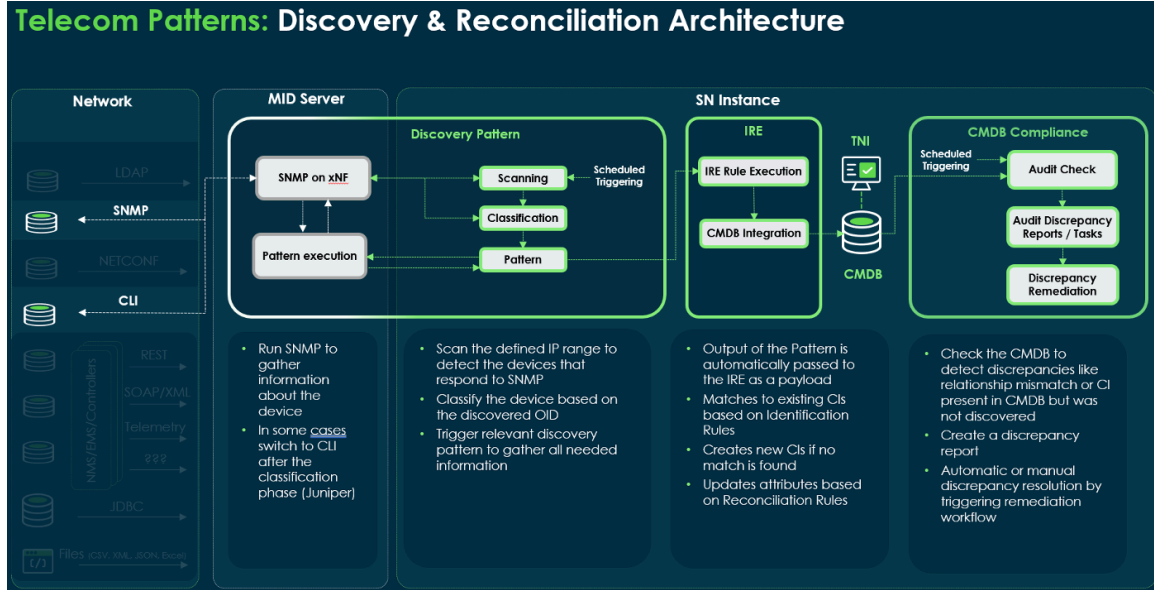 Telecom Patterns: Discovery & Reconciliation Architecture
Network
LDAP
SNMP
NETCONF
CLI
NMS/EMS/Controllers
REST
SOAP/XML
Telemetry
???
JDBC
Files (CSV, XML, JSON, Excel)
MID Server
SN Instance
Discovery Pattern
SNMP on xNF
Pattern execution
Scanning
Classification
Pattern
Scheduled
Triggering
IRE
IRE Rule Execution
CMDB Integration
TNI
CMDB
CMDB Compliance
Scheduled
Triggering
Audit Check
Audit Discrepancy
Reports / Tasks
Discrepancy
Remediation
• Run SNMP to
gather
information
about the
device
• In some cases
switch to CLI
after the
classification
phase (Juniper)
• Scan the defined IP range to
detect the devices that
respond to SNMP
• Classify the device based on
the discovered OID
• Trigger relevant discovery
pattern to gather all needed
information
• Output of the Pattern is
automatically passed to
the IRE as a payload
• Matches to existing CIs
based on Identification
Rules
• Creates new CIs if no
match is found
• Updates attributes based
on Reconciliation Rules
• Check the CMDB to
detect discrepancies like
relationship mismatch or CI
present in CMDB but was
not discovered
• Create a discrepancy
report
• Automatic or manual
discrepancy resolution by
triggering remediation
workflow